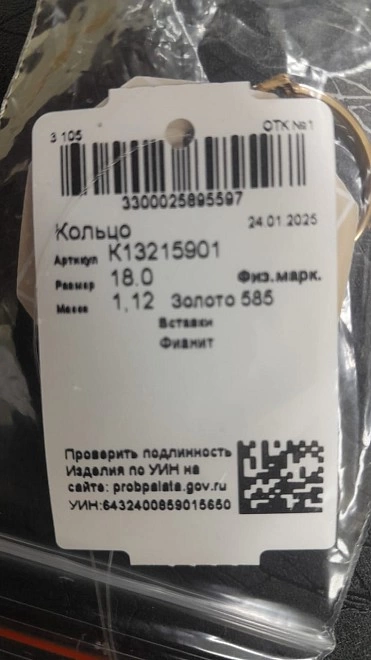 3 105 ОТК №1
3300025895597
24.01.2025
Кольцо
Артикул К13215901
Размер 18.0 Физ.марк.
Масса 1,12 Золото 585
Вставки
Фианит
Проверить подлинность
Изделия по УИН на
сайте: probpalata.gov.ru
УИН:6432400859015650